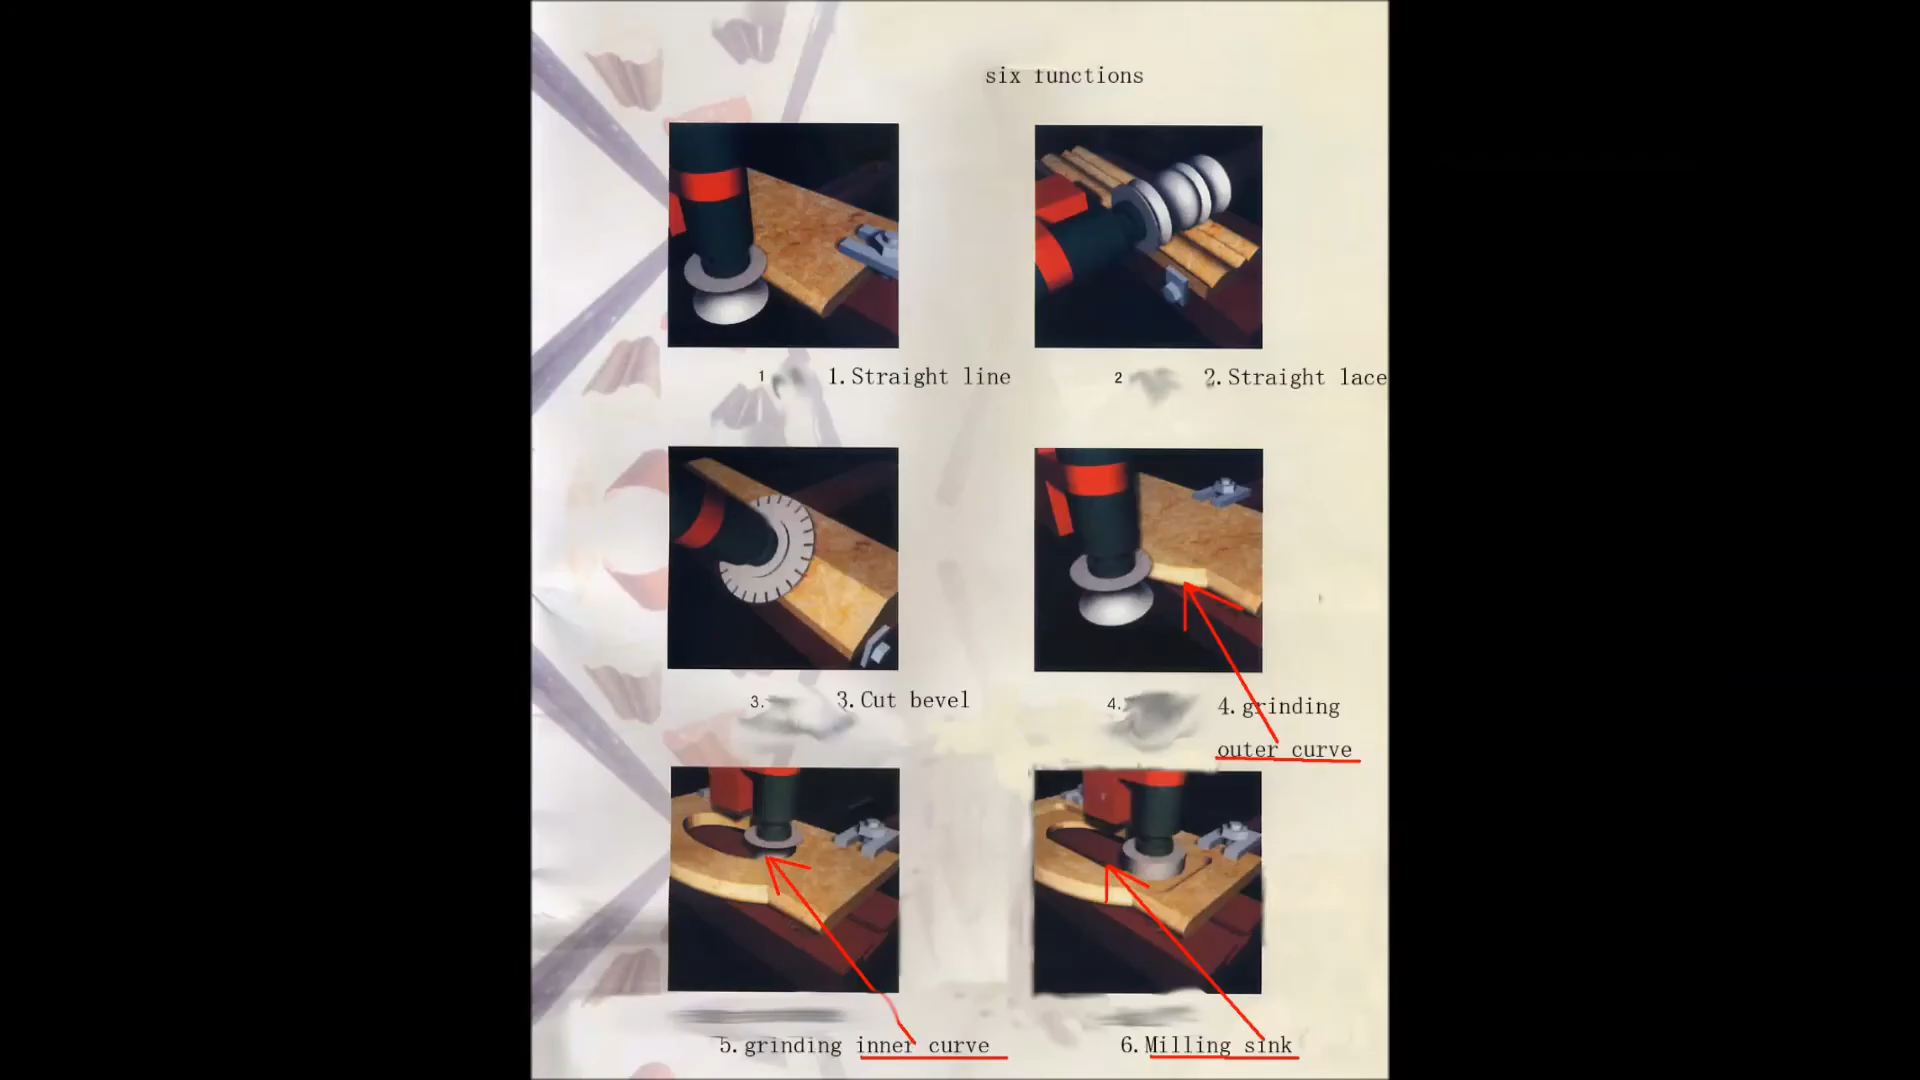 six functions
1 1.Straight line
2 2.Straight lace
3. 3.Cut bevel
4. 4.grinding
outer curve
5.grinding inner curve
6.Milling sink